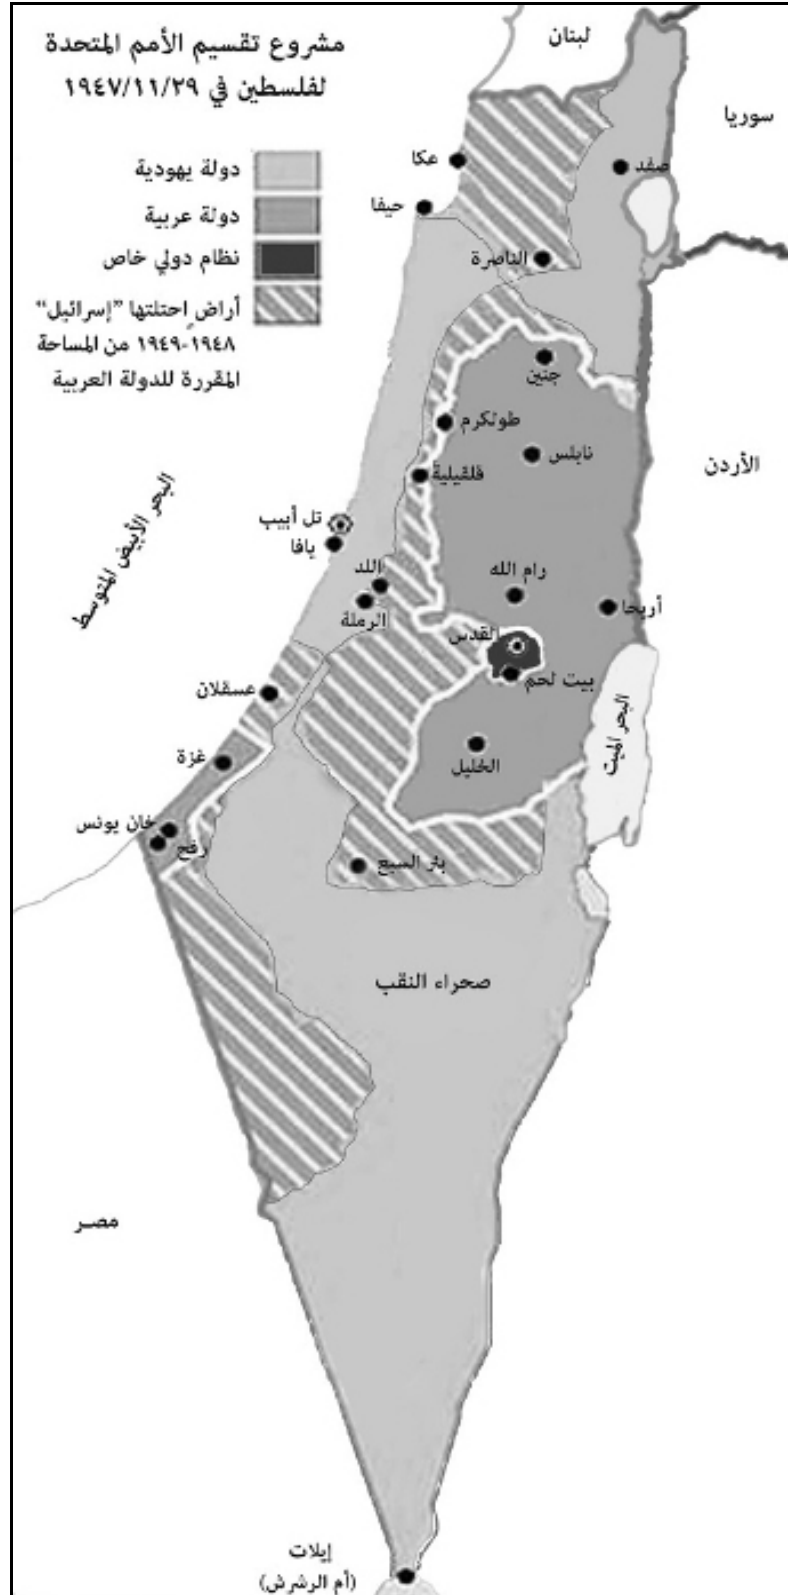 مشروع تقسيم الأمم المتحدة
لفلسطين في ١٩٤٧/١١/٢٩
دولة يهودية
دولة عربية
نظام دولي خاص
أراضٍ احتلتها "إسرائيل"
١٩٤٨-١٩٤٩ من المساحة
المقررة للدولة العربية
لبنان
سوريا
عكا
صفد
حيفا
الناصرة
جنين
طولكرم
نابلس
قلقيلية
الأردن
البحر الأبيض المتوسط
تل أبيب
يافا
اللد
رام الله
الرملة
أريحا
القدس
بيت لحم
عسقلان
البحر الميت
الخليل
غزة
خان يونس
رفح
بئر السبع
صحراء النقب
مصر
إيلات
(أم الرشرش)